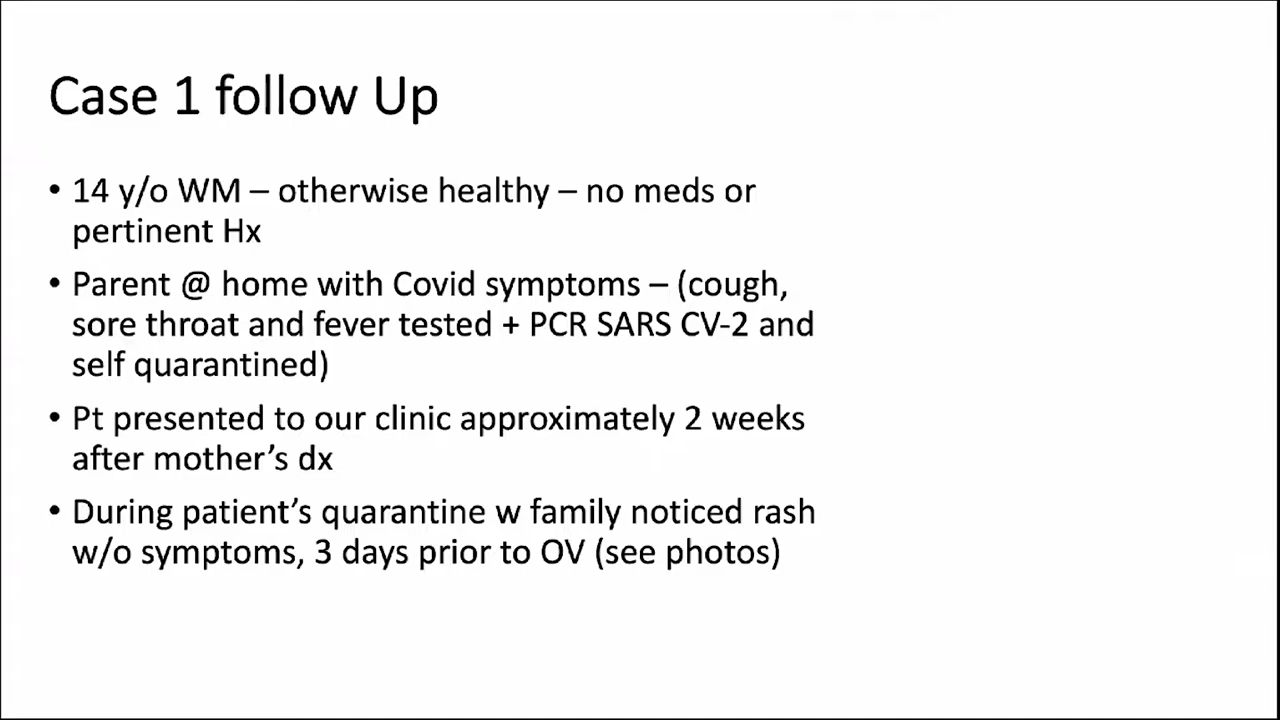 Case 1 follow Up
• 14 y/o WM – otherwise healthy – no meds or
pertinent Hx
• Parent @ home with Covid symptoms – (cough,
sore throat and fever tested + PCR SARS CV-2 and
self quarantined)
• Pt presented to our clinic approximately 2 weeks
after mother’s dx
• During patient’s quarantine w family noticed rash
w/o symptoms, 3 days prior to OV (see photos)